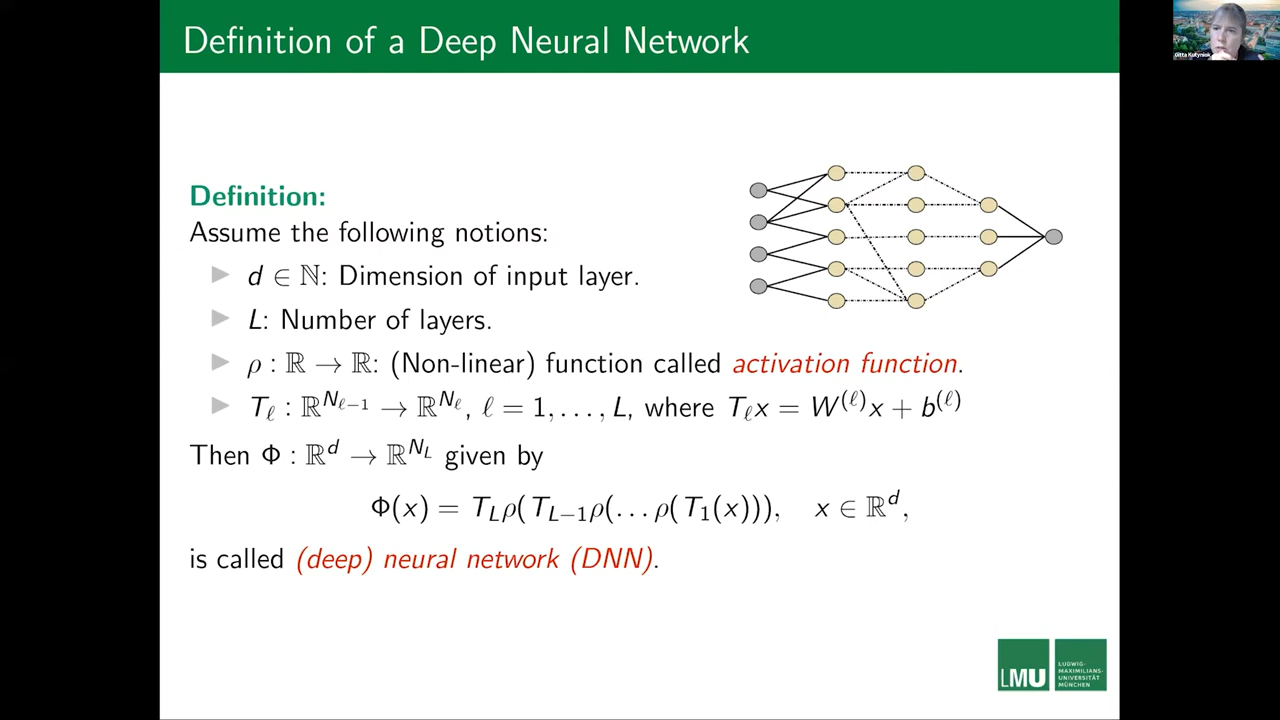 Definition of a Deep Neural Network
Gitta Kutyniok
Definition:
Assume the following notions:
▶ d ∈ ℕ: Dimension of input layer.
▶ L: Number of layers.
▶ ρ : ℝ → ℝ: (Non-linear) function called activation function.
▶ T_ℓ : ℝ^{N_{ℓ−1}} → ℝ^{N_ℓ}, ℓ = 1, . . . , L, where T_ℓ x = W^{(ℓ)} x + b^{(ℓ)}
Then Φ : ℝ^d → ℝ^{N_L} given by
Φ(x) = T_L ρ(T_{L−1} ρ(. . . ρ(T_1(x))), x ∈ ℝ^d,
is called (deep) neural network (DNN).
LMU
LUDWIG-
MAXIMILIANS-
UNIVERSITÄT
MÜNCHEN